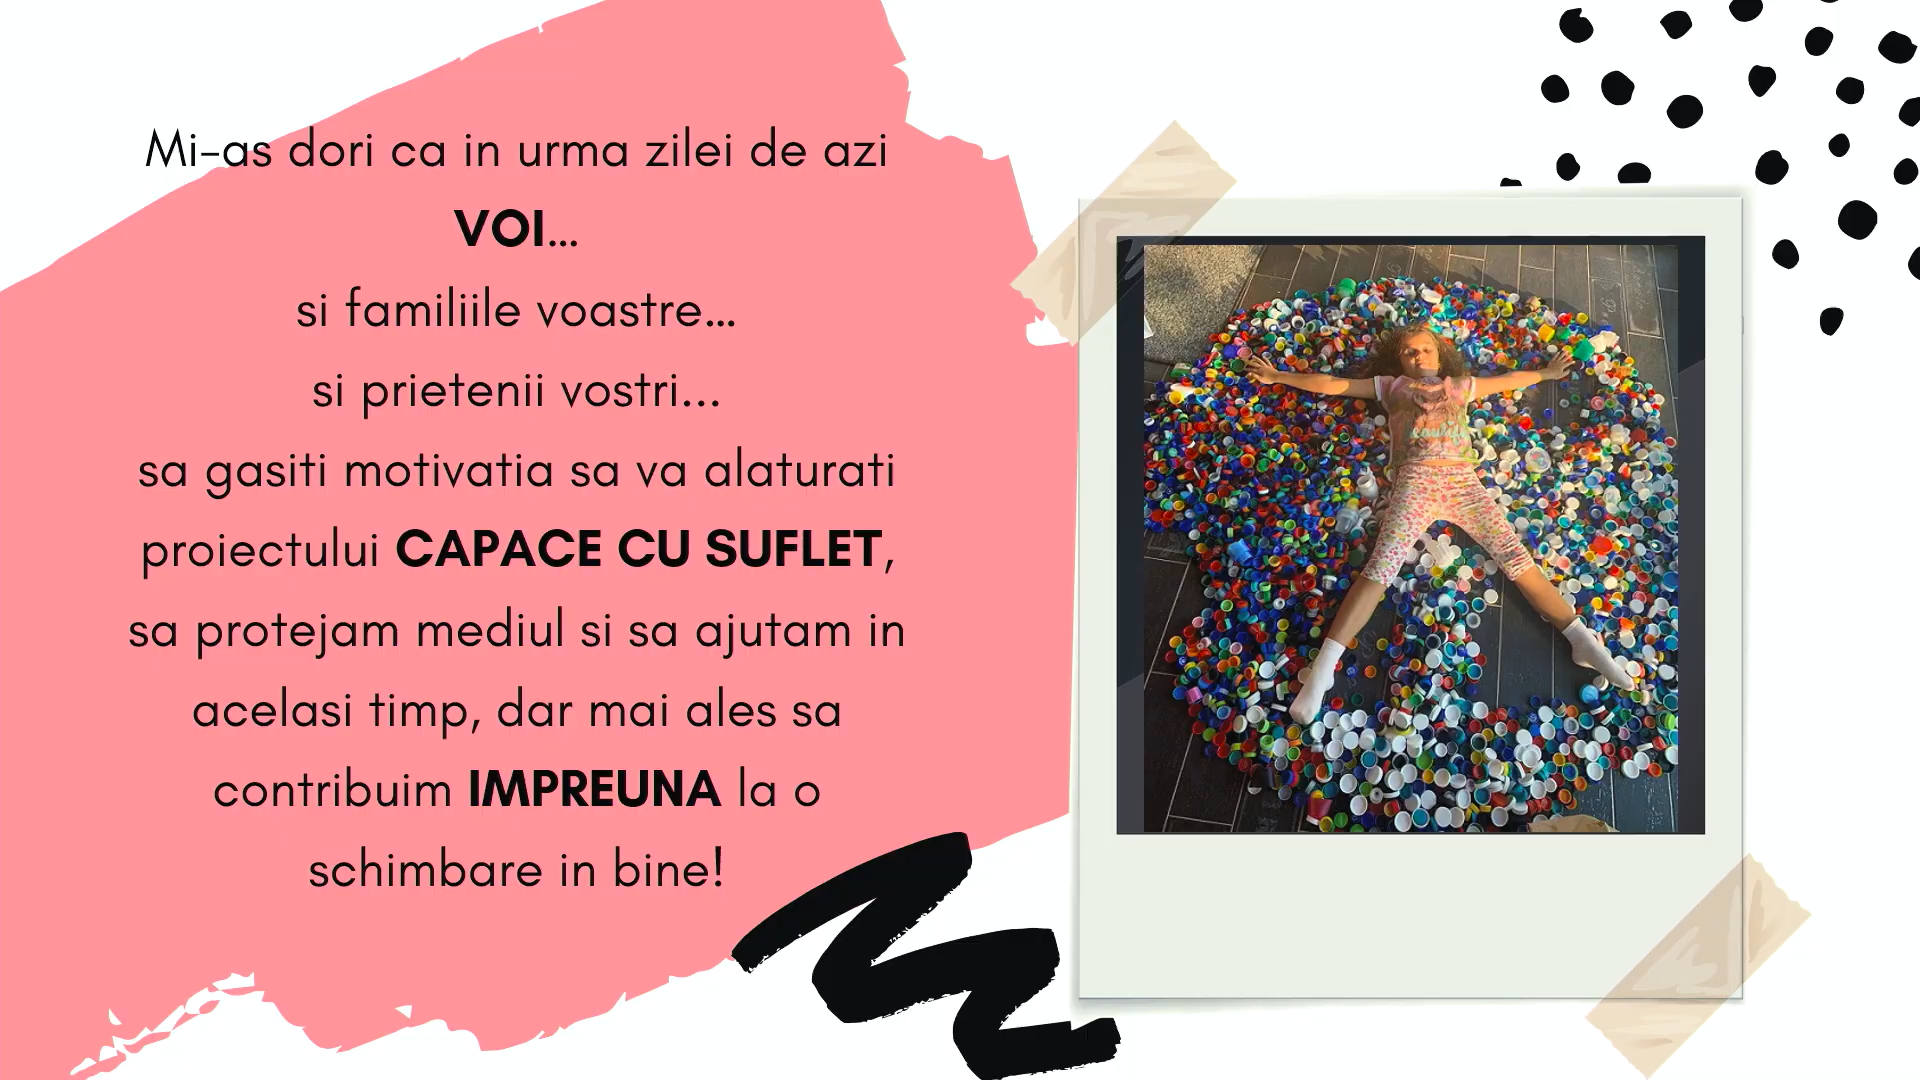 Mi-as dori ca in urma zilei de azi
VOI...
si familiile voastre...
si prietenii vostri...
sa gasiti motivatia sa va alaturati
proiectului CAPACE CU SUFLET,
sa protejam mediul si sa ajutam in
acelasi timp, dar mai ales sa
contribuim IMPREUNA la o
schimbare in bine!